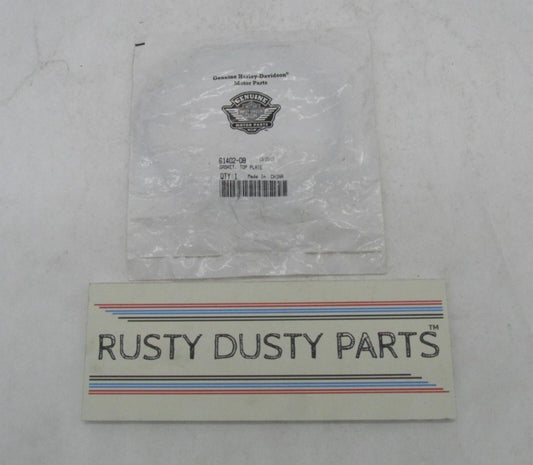 Genuine Harley-Davidson®
Motor Parts
GENUINE
MOTOR PARTS
61402-08
GASKET, TOP PLATE
QTY 1 Made In CHINA
RUSTY DUSTY PARTS™